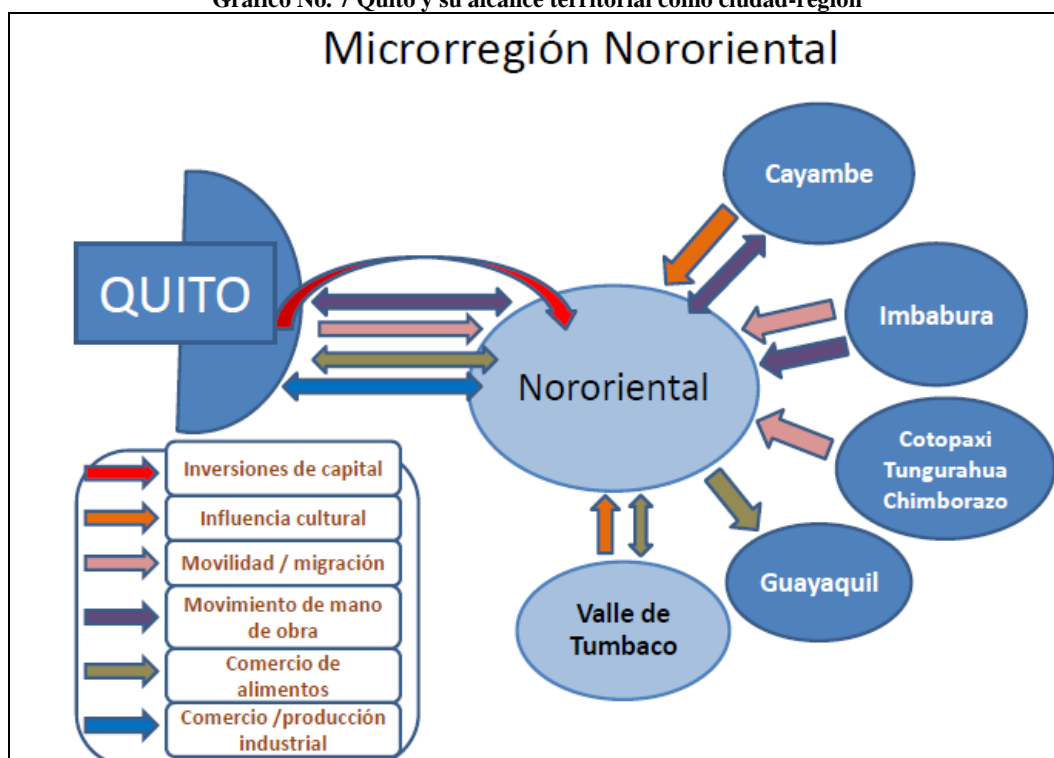 Gráfico No. 7 Quito y su alcance territorial como ciudad-región
Microrregión Nororiental
Cayambe
QUITO
Imbabura
Nororiental
Cotopaxi
Tungurahua
Chimborazo
Guayaquil
Valle de
Tumbaco
Inversiones de capital
Influencia cultural
Movilidad / migración
Movimiento de mano
de obra
Comercio de
alimentos
Comercio /producción
industrial